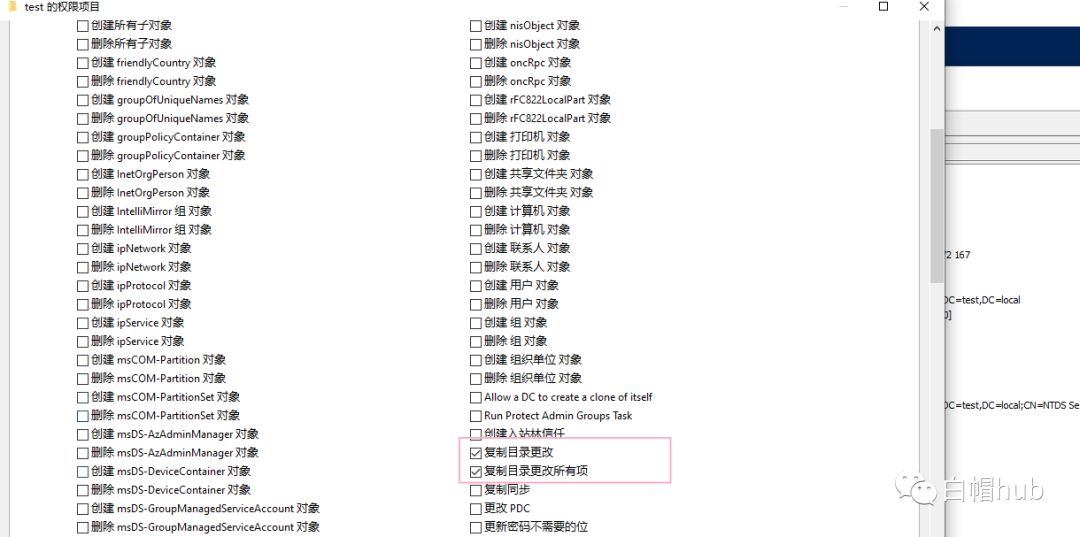 test 的权限项目
创建所有子对象
删除所有子对象
创建 friendlyCountry 对象
删除 friendlyCountry 对象
创建 groupOfUniqueNames 对象
删除 groupOfUniqueNames 对象
创建 groupPolicyContainer 对象
删除 groupPolicyContainer 对象
创建 InetOrgPerson 对象
删除 InetOrgPerson 对象
创建 IntelliMirror 组 对象
删除 IntelliMirror 组 对象
创建 ipNetwork 对象
删除 ipNetwork 对象
创建 ipProtocol 对象
删除 ipProtocol 对象
创建 ipService 对象
删除 ipService 对象
创建 msCOM-Partition 对象
删除 msCOM-Partition 对象
创建 msCOM-PartitionSet 对象
删除 msCOM-PartitionSet 对象
创建 msDS-AzAdminManager 对象
删除 msDS-AzAdminManager 对象
创建 msDS-DeviceContainer 对象
删除 msDS-DeviceContainer 对象
创建 msDS-GroupManagedServiceAccount 对象
删除 msDS-GroupManagedServiceAccount 对象
创建 nisObject 对象
删除 nisObject 对象
创建 oncRpc 对象
删除 oncRpc 对象
创建 rFC822LocalPart 对象
删除 rFC822LocalPart 对象
创建 打印机 对象
删除 打印机 对象
创建 共享文件夹 对象
删除 共享文件夹 对象
创建 计算机 对象
删除 计算机 对象
创建 联系人 对象
删除 联系人 对象
创建 用户 对象
删除 用户 对象
创建 组 对象
删除 组 对象
创建 组织单位 对象
删除 组织单位 对象
Allow a DC to create a clone of itself
Run Protect Admin Groups Task
创建入站林信任
复制目录更改
复制目录更改所有项
复制同步
更改 PDC
更新密码不需要的位
72 167
DC=test,DC=local
0]
DC=test,DC=local;CN=NTDS Se
白帽hub